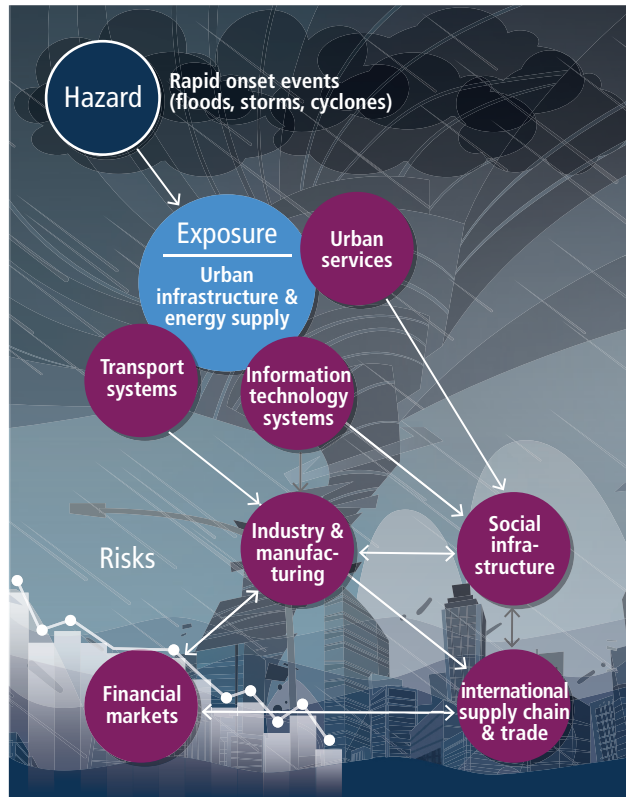 Hazard
Rapid onset events
(floods, storms, cyclones)
Exposure
Urban
infrastructure &
energy supply
Urban
services
Transport
systems
Information
technology
systems
Industry &
manufac-
turing
Social
infra-
structure
Risks
Financial
markets
international
supply chain
& trade